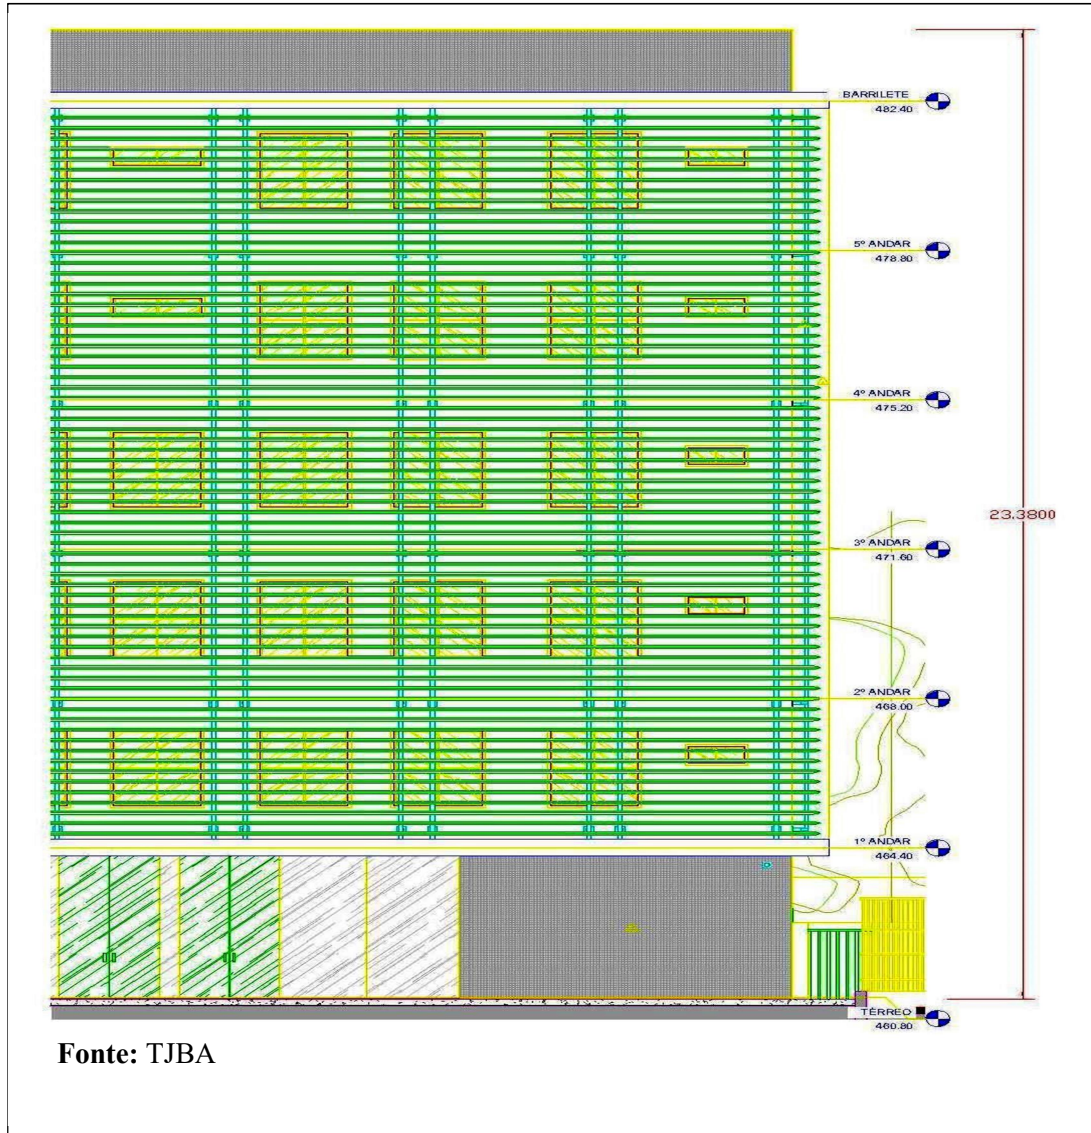 BARRILETE
482.40
5º ANDAR
478.80
4º ANDAR
475.20
23.3800
3º ANDAR
471.60
2º ANDAR
468.00
1º ANDAR
464.40
TÉRREO
460.80
Fonte: TJBA